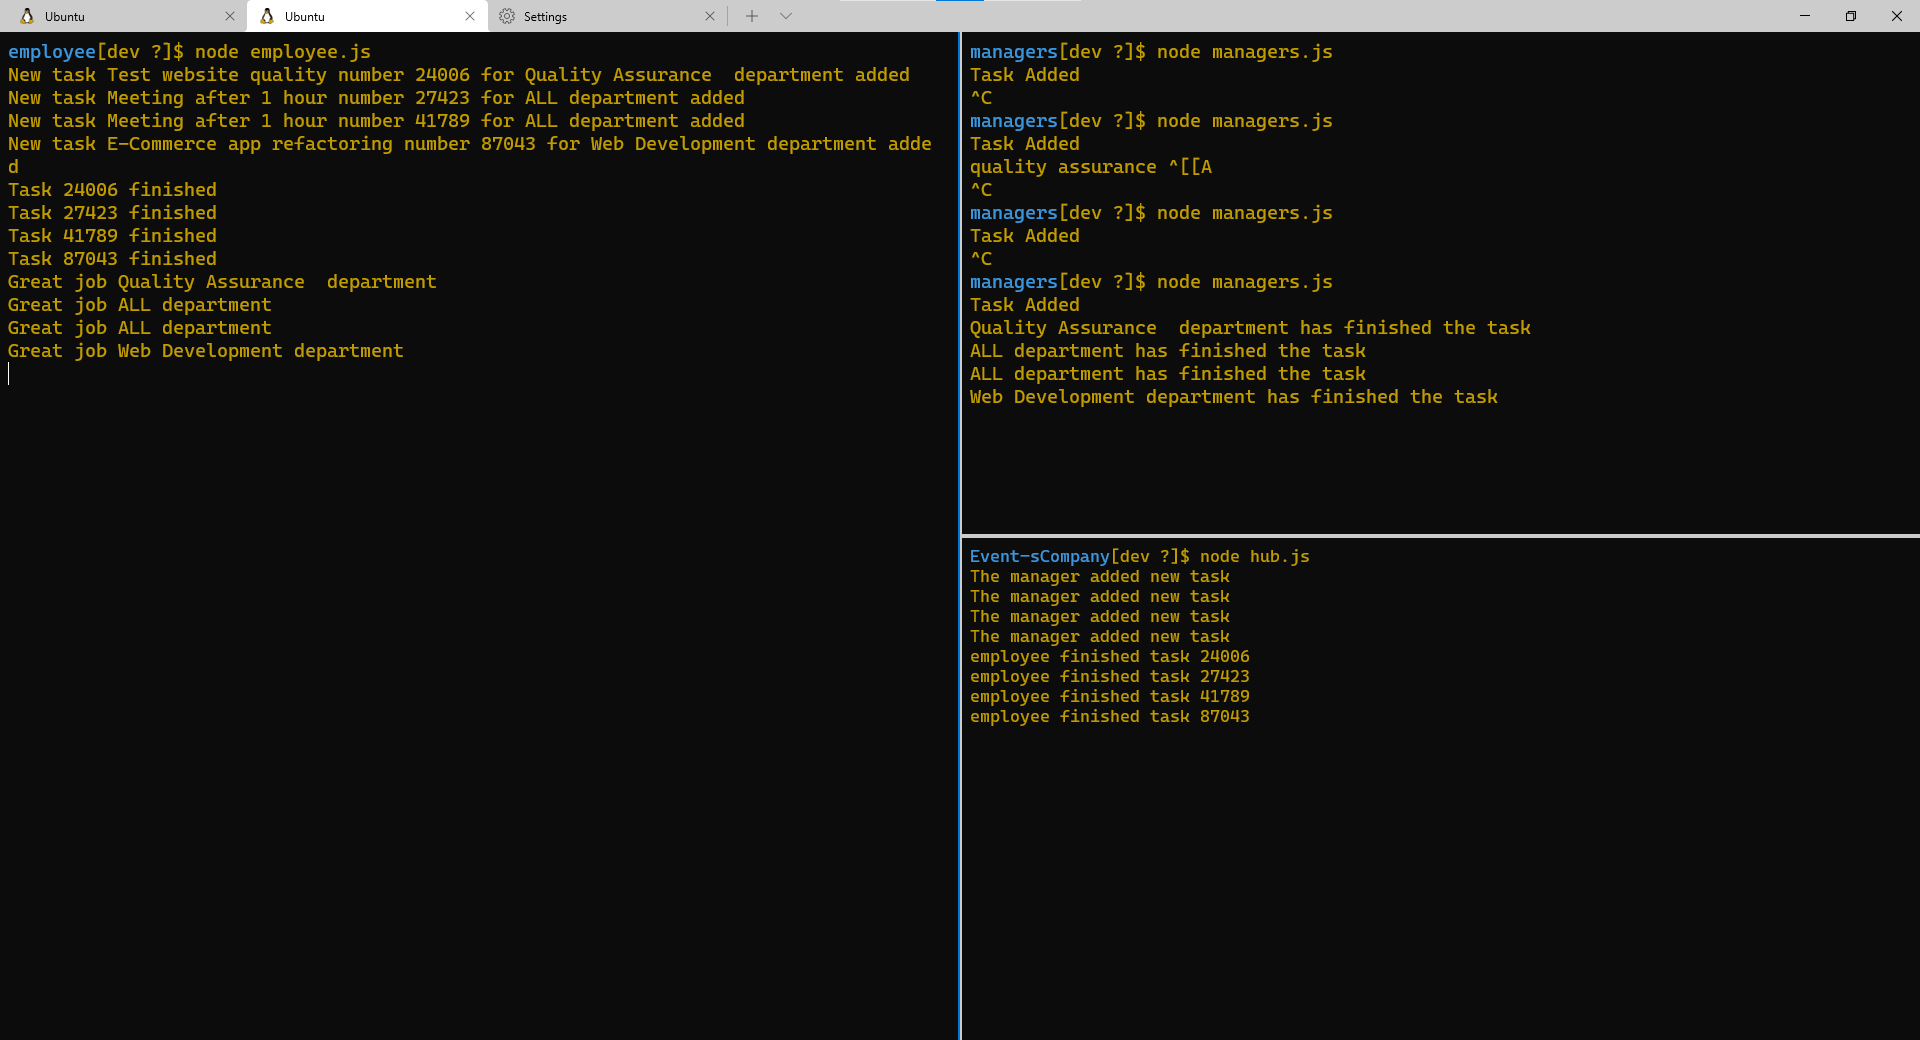 Ubuntu
Ubuntu
Settings
employee[dev ?]$ node employee.js
New task Test website quality number 24006 for Quality Assurance  department added
New task Meeting after 1 hour number 27423 for ALL department added
New task Meeting after 1 hour number 41789 for ALL department added
New task E-Commerce app refactoring number 87043 for Web Development department adde
d
Task 24006 finished
Task 27423 finished
Task 41789 finished
Task 87043 finished
Great job Quality Assurance  department
Great job ALL department
Great job ALL department
Great job Web Development department
managers[dev ?]$ node managers.js
Task Added
^C
managers[dev ?]$ node managers.js
Task Added
quality assurance ^[[A
^C
managers[dev ?]$ node managers.js
Task Added
^C
managers[dev ?]$ node managers.js
Task Added
Quality Assurance  department has finished the task
ALL department has finished the task
ALL department has finished the task
Web Development department has finished the task
Event-sCompany[dev ?]$ node hub.js
The manager added new task
The manager added new task
The manager added new task
The manager added new task
employee finished task 24006
employee finished task 27423
employee finished task 41789
employee finished task 87043